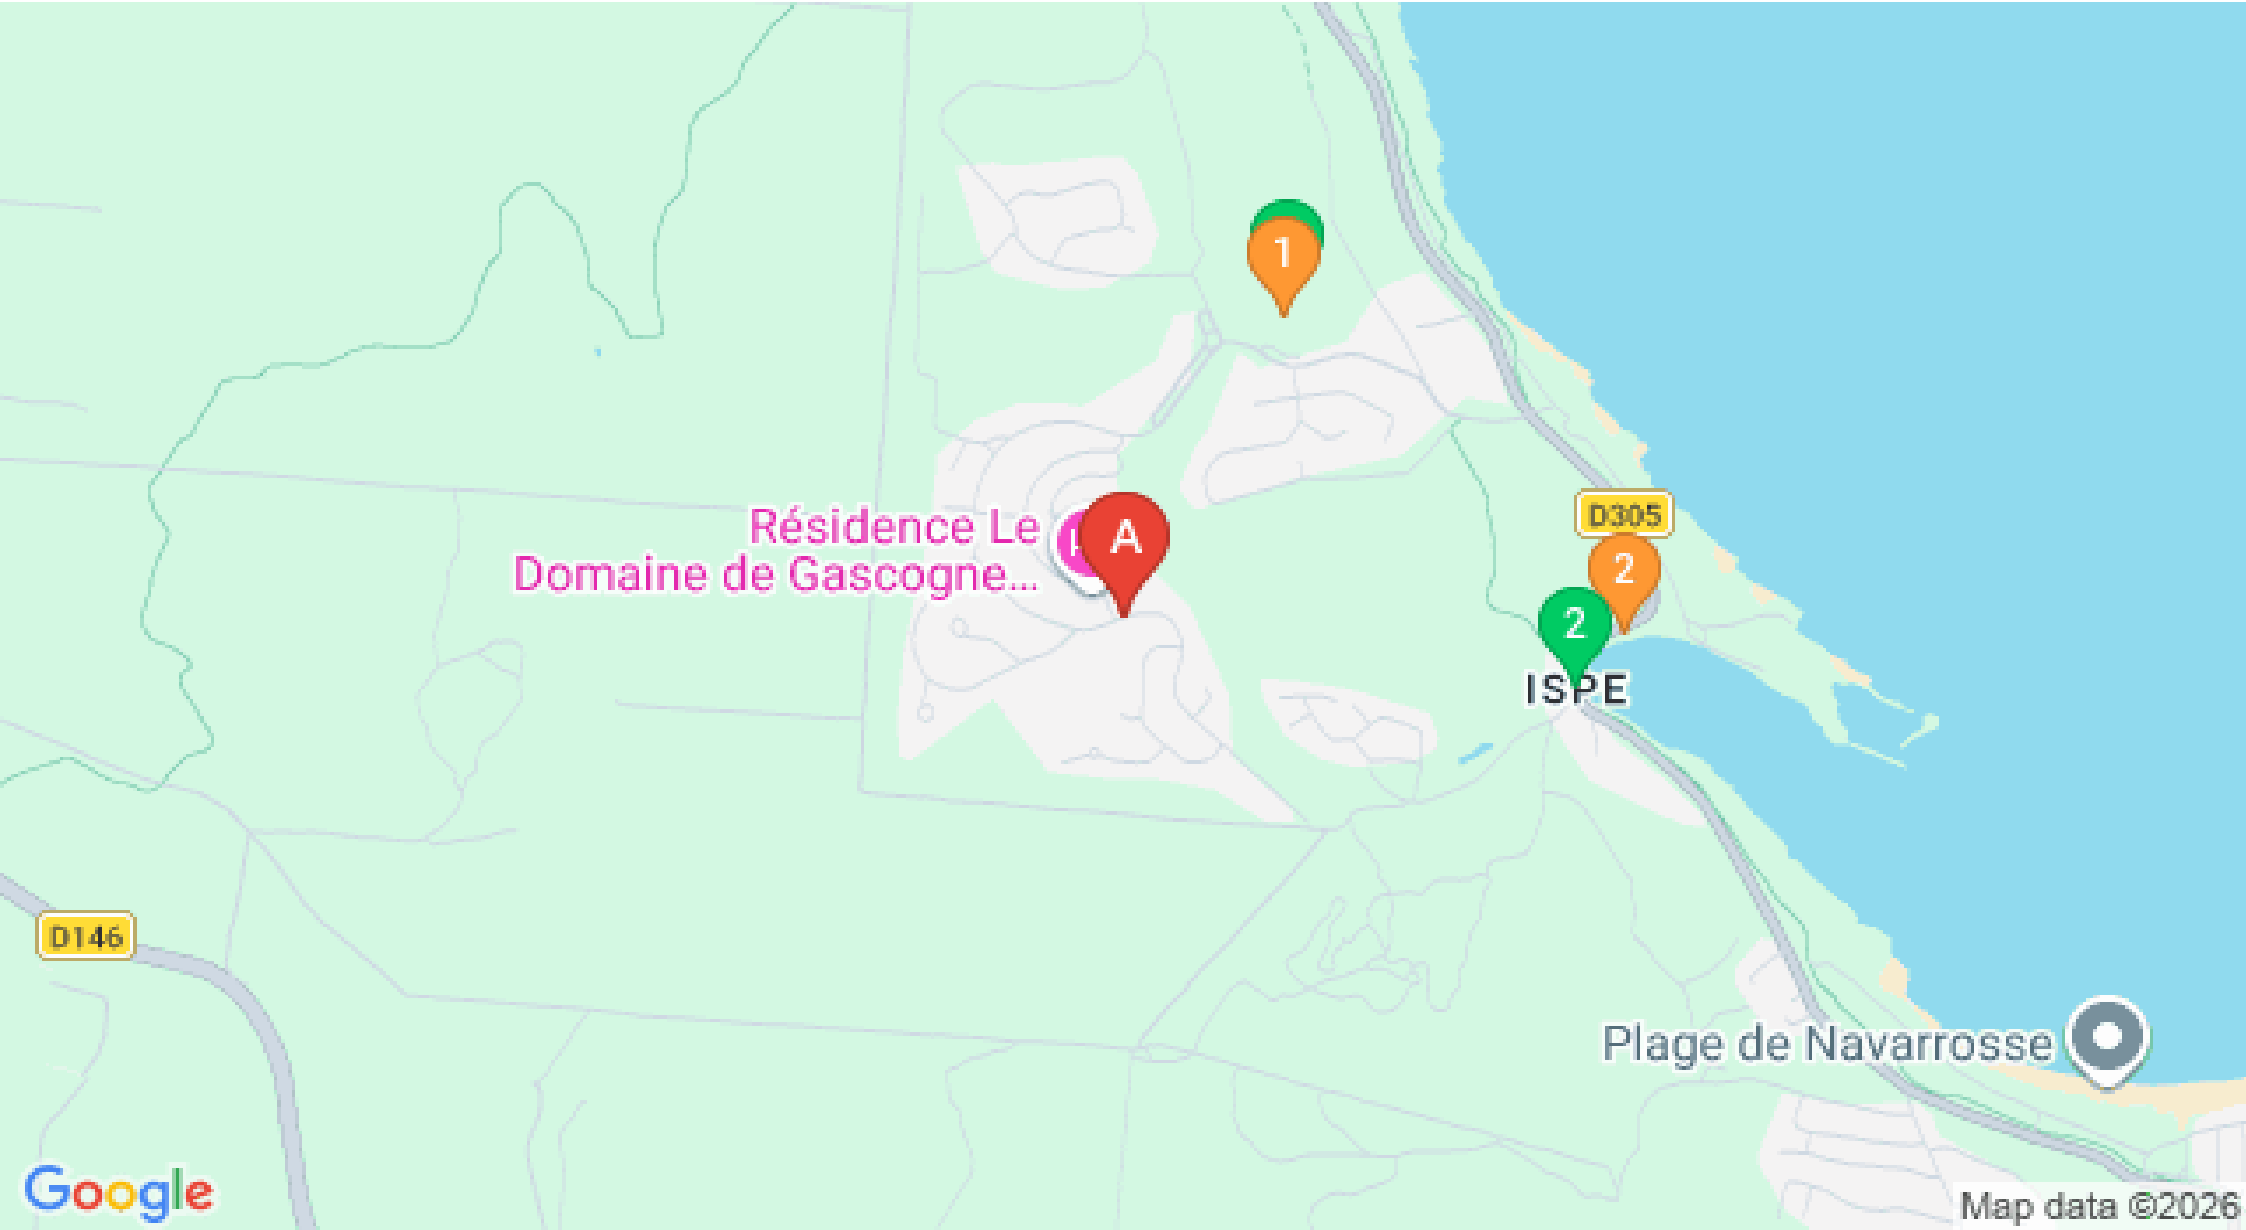 1
Résidence Le
Domaine de Gascogne...
A
D305
2
2
ISPE
D146
Plage de Navarrosse
Google
Map data ©2026